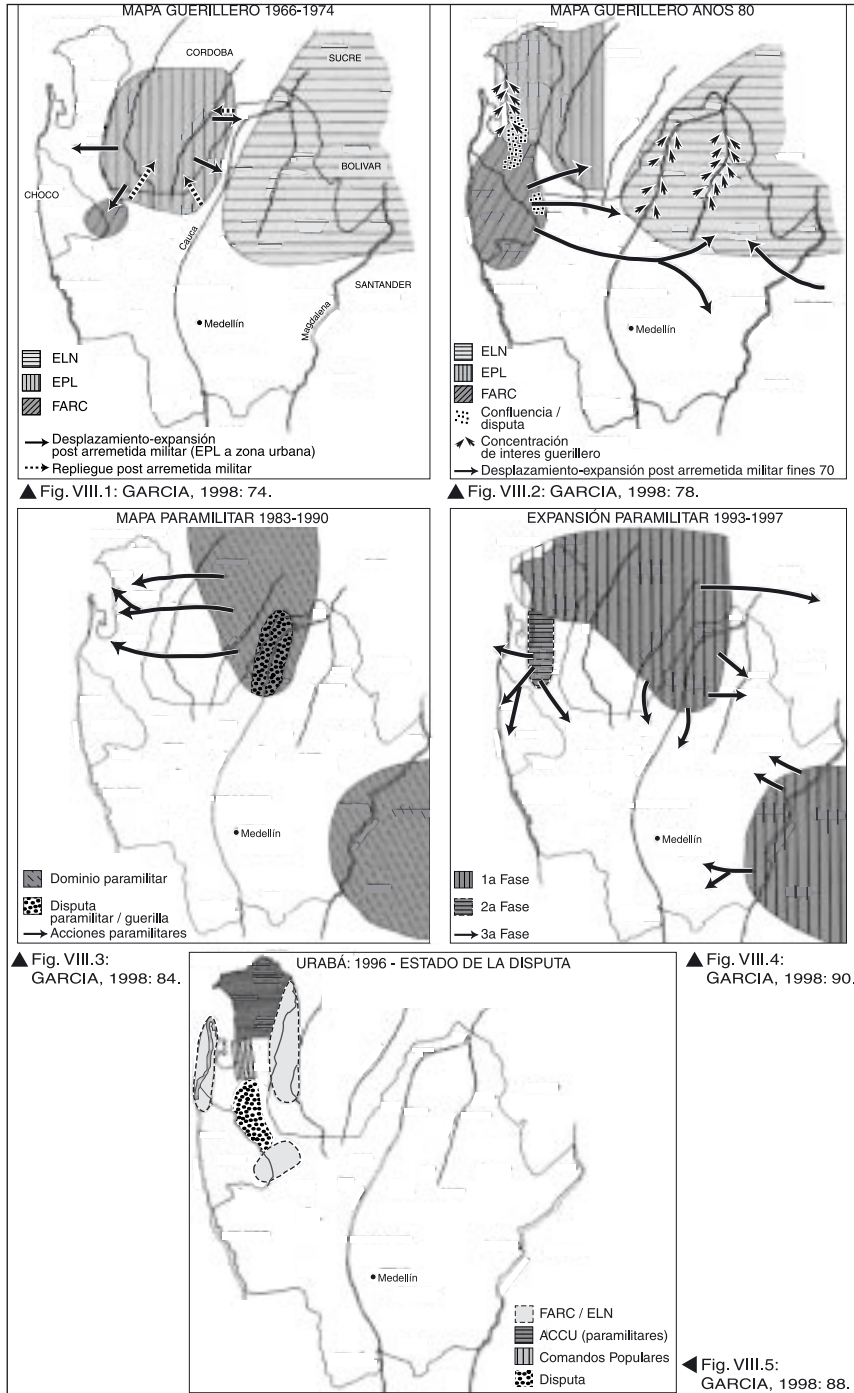 MAPA GUERILLERO 1966-1974
CORDOBA
SUCRE
BOLIVAR
CHOCO
Cauca
SANTANDER
Magdalena
Medellín
ELN
EPL
FARC
Desplazamiento-expansión
post arremetida militar (EPL a zona urbana)
Repliegue post arremetida militar
▲ Fig. VIII.1: GARCIA, 1998: 74.
MAPA GUERILLERO ANOS 80
Medellín
ELN
EPL
FARC
Confluencia /
disputa
Concentración
de interes guerillero
Desplazamiento-expansión post arremetida militar fines 70
▲ Fig. VIII.2: GARCIA, 1998: 78.
MAPA PARAMILITAR 1983-1990
Medellín
Dominio paramilitar
Disputa
paramilitar / guerilla
Acciones paramilitares
▲ Fig. VIII.3:
GARCIA, 1998: 84.
EXPANSIÓN PARAMILITAR 1993-1997
Medellín
1a Fase
2a Fase
3a Fase
▲ Fig. VIII.4:
GARCIA, 1998: 90.
URABÁ: 1996 - ESTADO DE LA DISPUTA
Medellín
FARC / ELN
ACCU (paramilitares)
Comandos Populares
Disputa
◀ Fig. VIII.5:
GARCIA, 1998: 88.